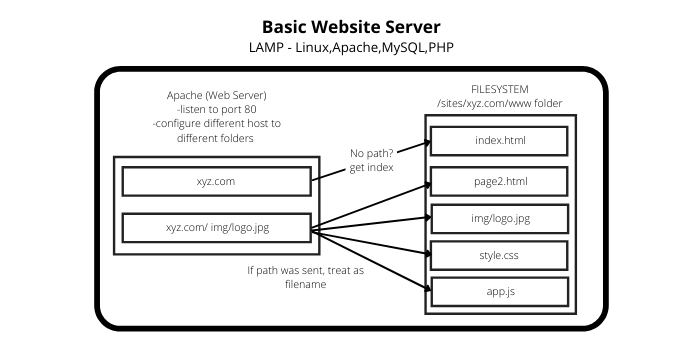 Basic Website Server
LAMP - Linux,Apache,MySQL,PHP
Apache (Web Server)
-listen to port 80
-configure different host to
different folders
xyz.com
xyz.com/ img/logo.jpg
No path?
get index
If path was sent, treat as
filename
FILESYSTEM
/sites/xyz.com/www folder
index.html
page2.html
img/logo.jpg
style.css
app.js